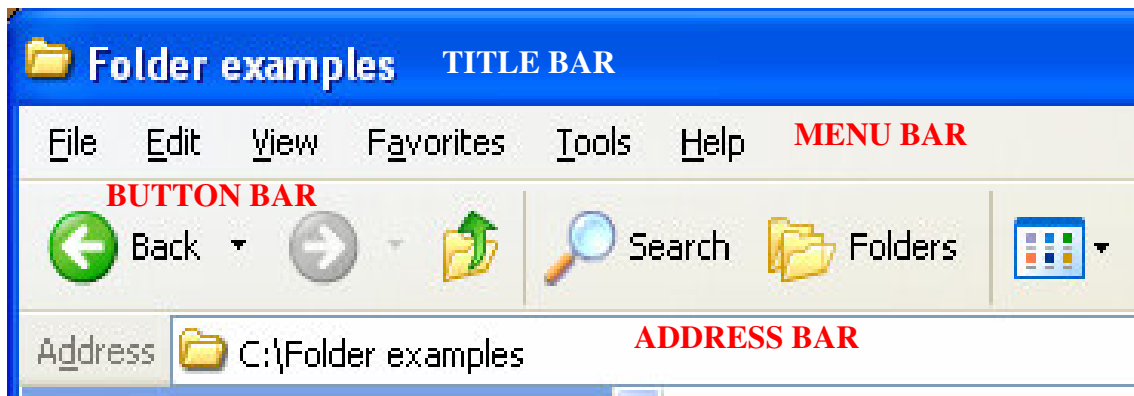 Folder examples TITLE BAR
File Edit View Favorites Tools Help MENU BAR
BUTTON BAR
Back Search Folders
Address C:\Folder examples ADDRESS BAR